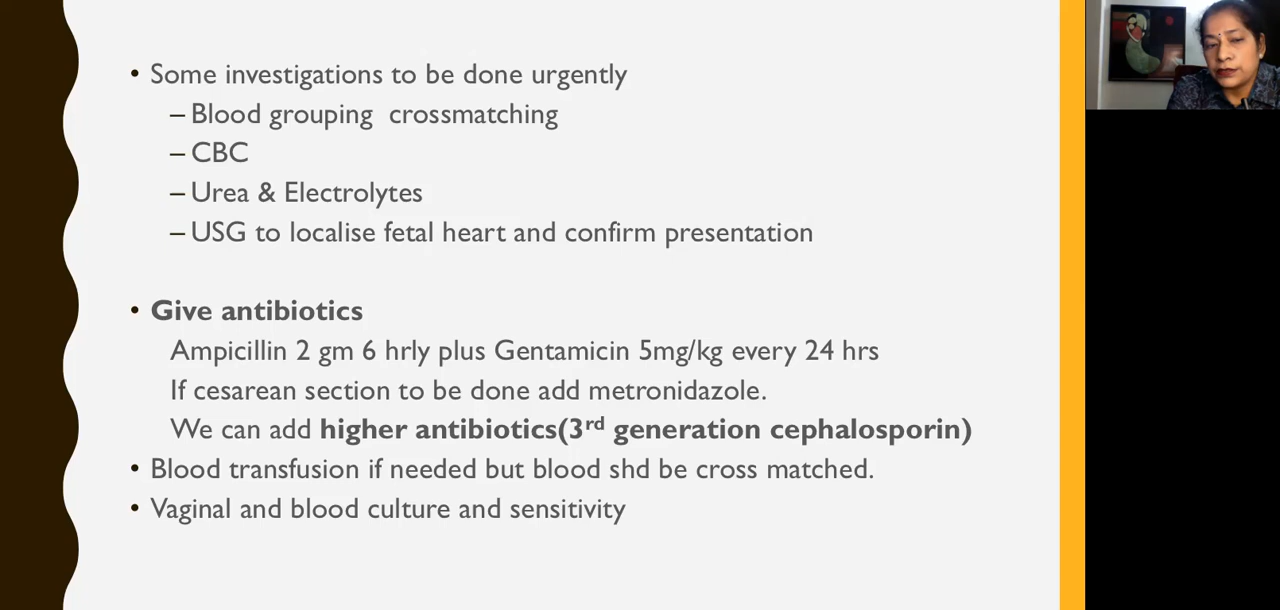 • Some investigations to be done urgently
– Blood grouping crossmatching
– CBC
– Urea & Electrolytes
– USG to localise fetal heart and confirm presentation
• Give antibiotics
Ampicillin 2 gm 6 hrly plus Gentamicin 5mg/kg every 24 hrs
If cesarean section to be done add metronidazole.
We can add higher antibiotics(3rd generation cephalosporin)
• Blood transfusion if needed but blood shd be cross matched.
• Vaginal and blood culture and sensitivity